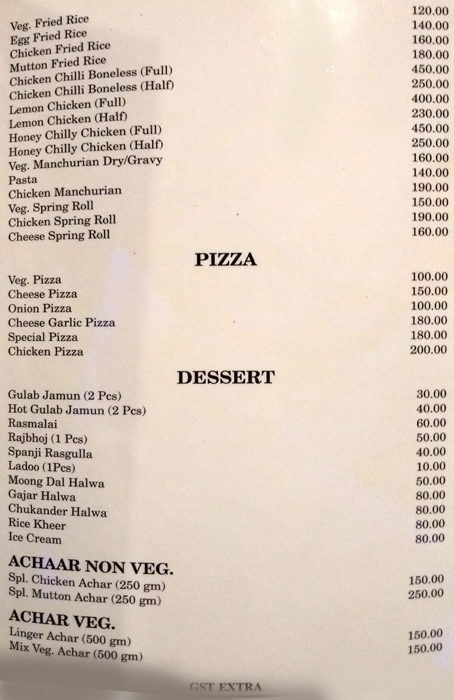 Veg. Fried Rice 120.00
Egg Fried Rice 140.00
Chicken Fried Rice 160.00
Mutton Fried Rice 180.00
Chicken Chilli Boneless (Full) 450.00
Chicken Chilli Boneless (Half) 250.00
Lemon Chicken (Full) 400.00
Lemon Chicken (Half) 230.00
Honey Chilly Chicken (Full) 450.00
Honey Chilly Chicken (Half) 250.00
Veg. Manchurian Dry/Gravy 160.00
Pasta 140.00
Chicken Manchurian 190.00
Veg. Spring Roll 150.00
Chicken Spring Roll 190.00
Cheese Spring Roll 160.00
PIZZA
Veg. Pizza 100.00
Cheese Pizza 150.00
Onion Pizza 100.00
Cheese Garlic Pizza 180.00
Special Pizza 180.00
Chicken Pizza 200.00
DESSERT
Gulab Jamun (2 Pcs) 30.00
Hot Gulab Jamun (2 Pcs) 40.00
Rasmalai 60.00
Rajbhoj (1 Pcs) 50.00
Spanji Rasgulla 40.00
Ladoo (1Pcs) 10.00
Moong Dal Halwa 50.00
Gajar Halwa 80.00
Chukander Halwa 80.00
Rice Kheer 80.00
Ice Cream 80.00
ACHAAR NON VEG.
Spl. Chicken Achar (250 gm) 150.00
Spl. Mutton Achar (250 gm) 250.00
ACHAR VEG.
Linger Achar (500 gm) 150.00
Mix Veg. Achar (500 gm) 150.00
GST EXTRA